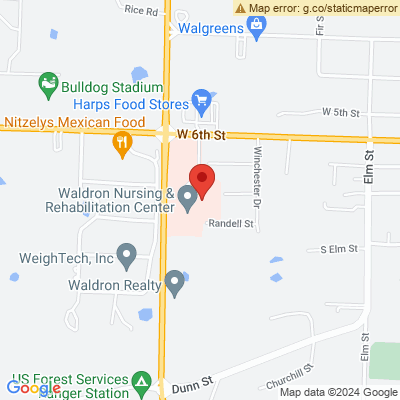 Map error: g.co/staticmaperror
Rice Rd
Walgreens
Fir S
Bulldog Stadium
Harps Food Stores
W 5th St
Nitzelys Mexican Food
W 6th St
Elm St
Winchester Dr
Waldron Nursing &
Rehabilitation Center
Randell St
S Elm St
WeighTech, Inc
Waldron Realty
Elm St
Churchill St
US Forest Services
Ranger Station
Dunn St
Google
Map data ©2024 Google